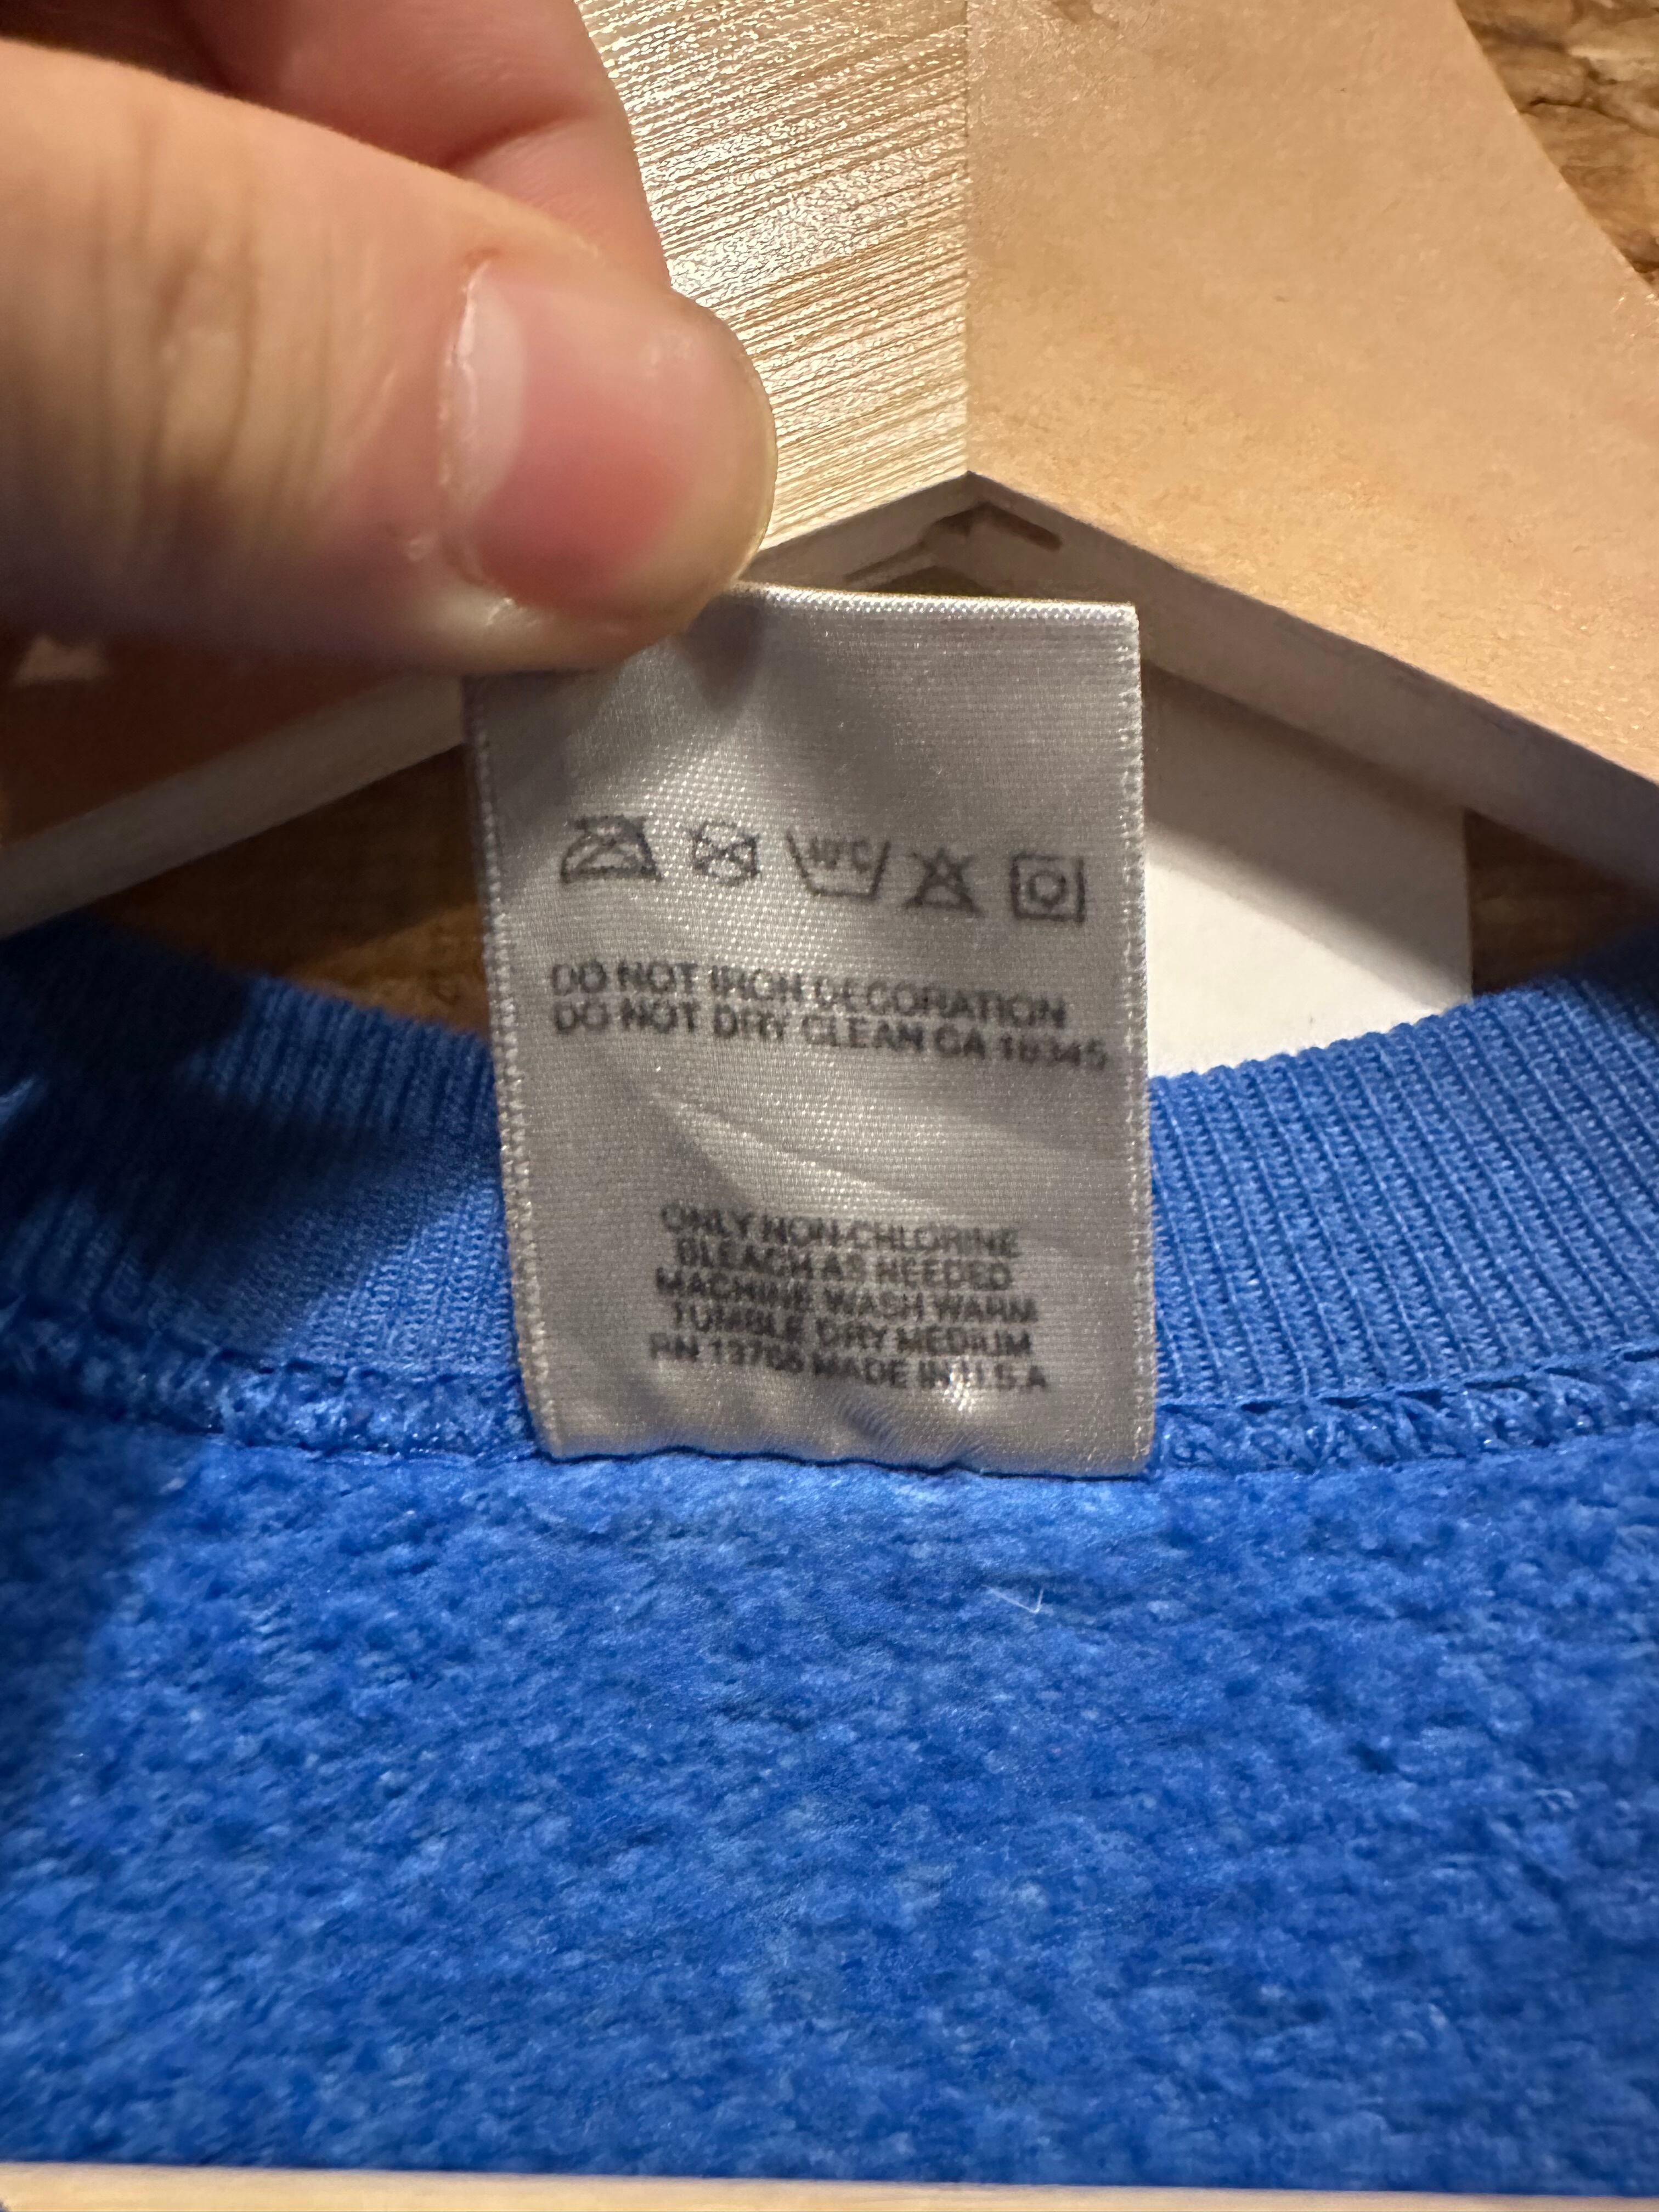 40°C
DO NOT IRON DECORATION
DO NOT DRY CLEAN CA 18345
ONLY NON-CHLORINE
BLEACH AS NEEDED
MACHINE WASH WARM
TUMBLE DRY MEDIUM
RN 13765 MADE IN U.S.A